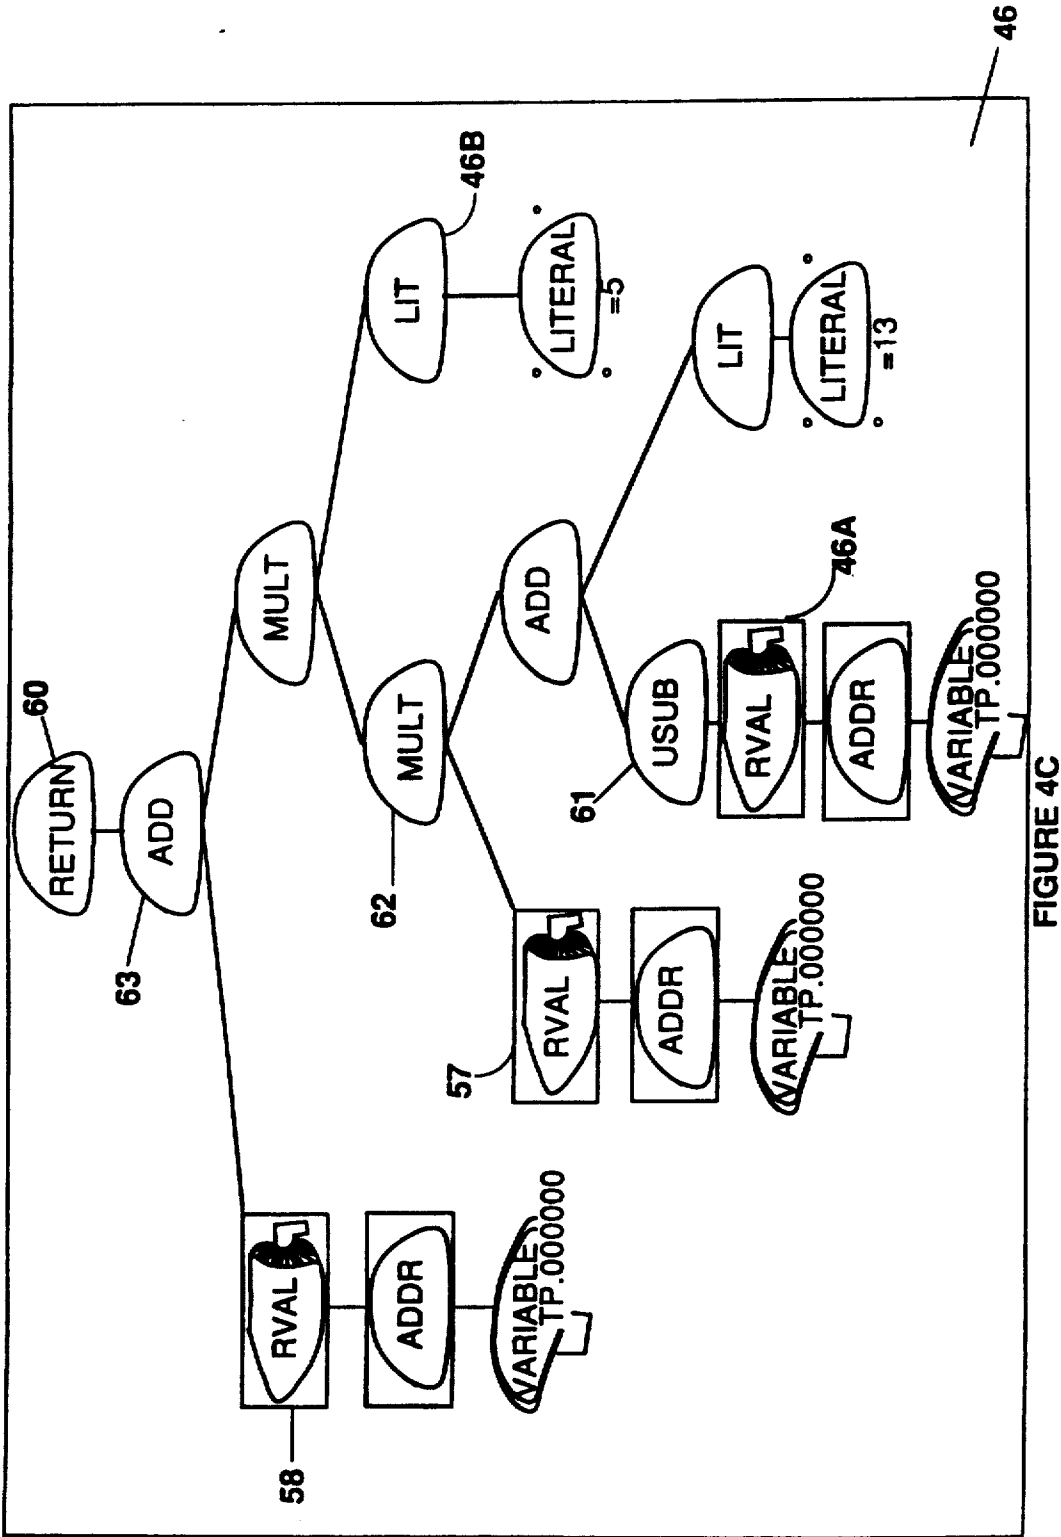 60
RETURN
63
ADD
MULT
58
RVAL
ADDR
VARIABLE
TP.000000
62
MULT
LIT
46B
LITERAL
=5
57
RVAL
ADDR
VARIABLE
TP.000000
ADD
61
USUB
RVAL
46A
ADDR
VARIABLE
TP.000000
LIT
LITERAL
=13
46
FIGURE 4C